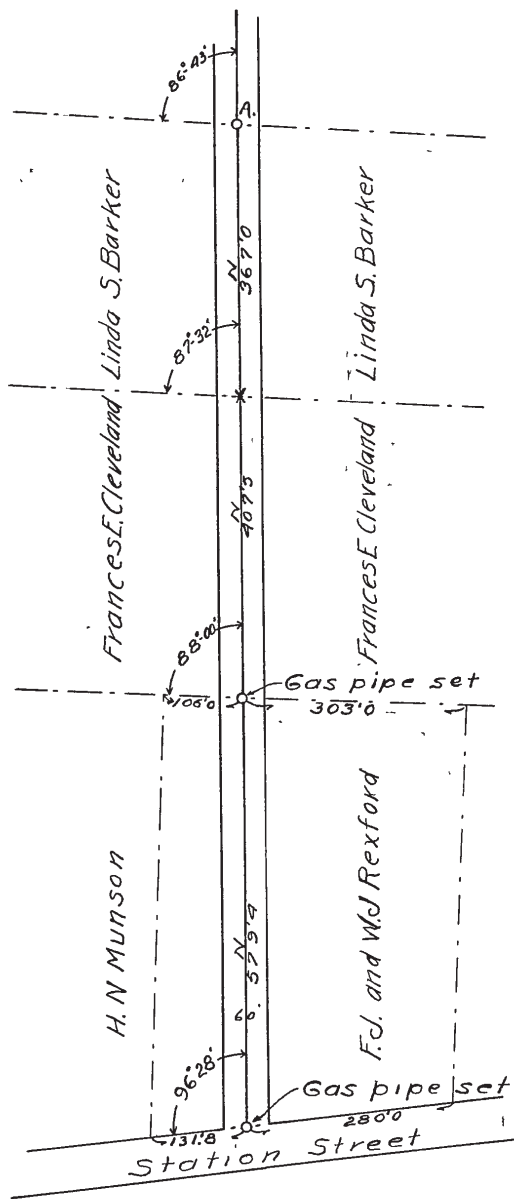 86°-43'
A.
Linda S. Barker
Linda S. Barker
N 367'0
87°-32'
Frances E. Cleveland
Frances E Cleveland
N 407'5
88°-00'
Gas pipe set
106'0
303'0
H. N Munson
F.J. and W.J Rexford
N 579'4
60.
96°28'
Gas pipe set
131.8
280'0
Station Street